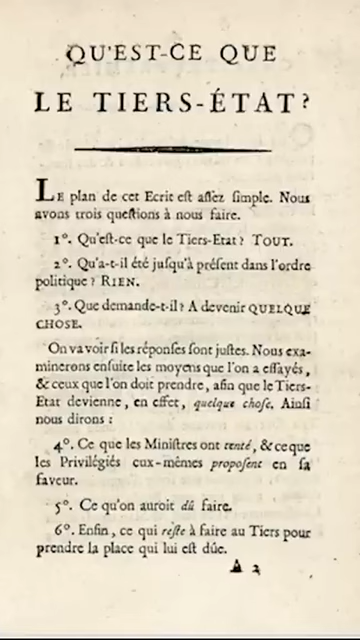 QU'EST-CE QUE
LE TIERS-ÉTAT?
LE plan de cet Ecrit est assez simple. Nous
avons trois questions à nous faire.
1°. Qu'est-ce que le Tiers-Etat? TOUT.
2°. Qu'a-t-il été jusqu'à présent dans l'ordre
politique? RIEN.
3°. Que demande-t-il? A devenir QUELQUE
CHOSE.
On va voir si les réponses sont justes. Nous exa-
minerons ensuite les moyens que l'on a essayés,
& ceux que l'on doit prendre, afin que le Tiers-
Etat devienne, en effet, quelque chose. Ainsi
nous dirons:
4°. Ce que les Ministres ont tenté, & ce que
les Privilégiés eux-mêmes proposent en sa
faveur.
5°. Ce qu'on auroit dû faire.
6°. Enfin, ce qui reste à faire au Tiers pour
prendre la place qui lui est dûe.
A 2